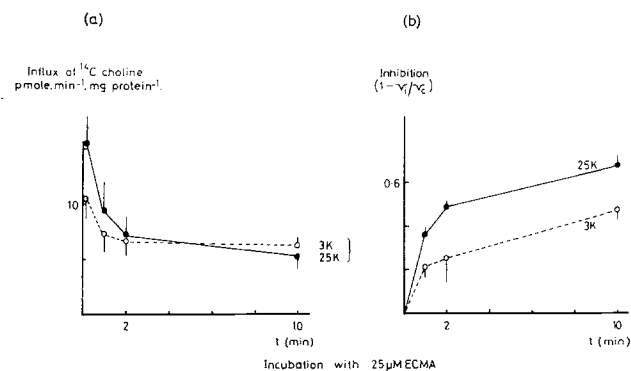 (a)
Influx of ¹⁴C choline
pmole.min⁻¹.mg protein⁻¹.
10
3K
25K
2
10
t (min)
(b)
Inhibition
(1-vᵢ/v꜀)
0·6
25K
3K
2
10
t (min)
Incubation with 25µM ECMA